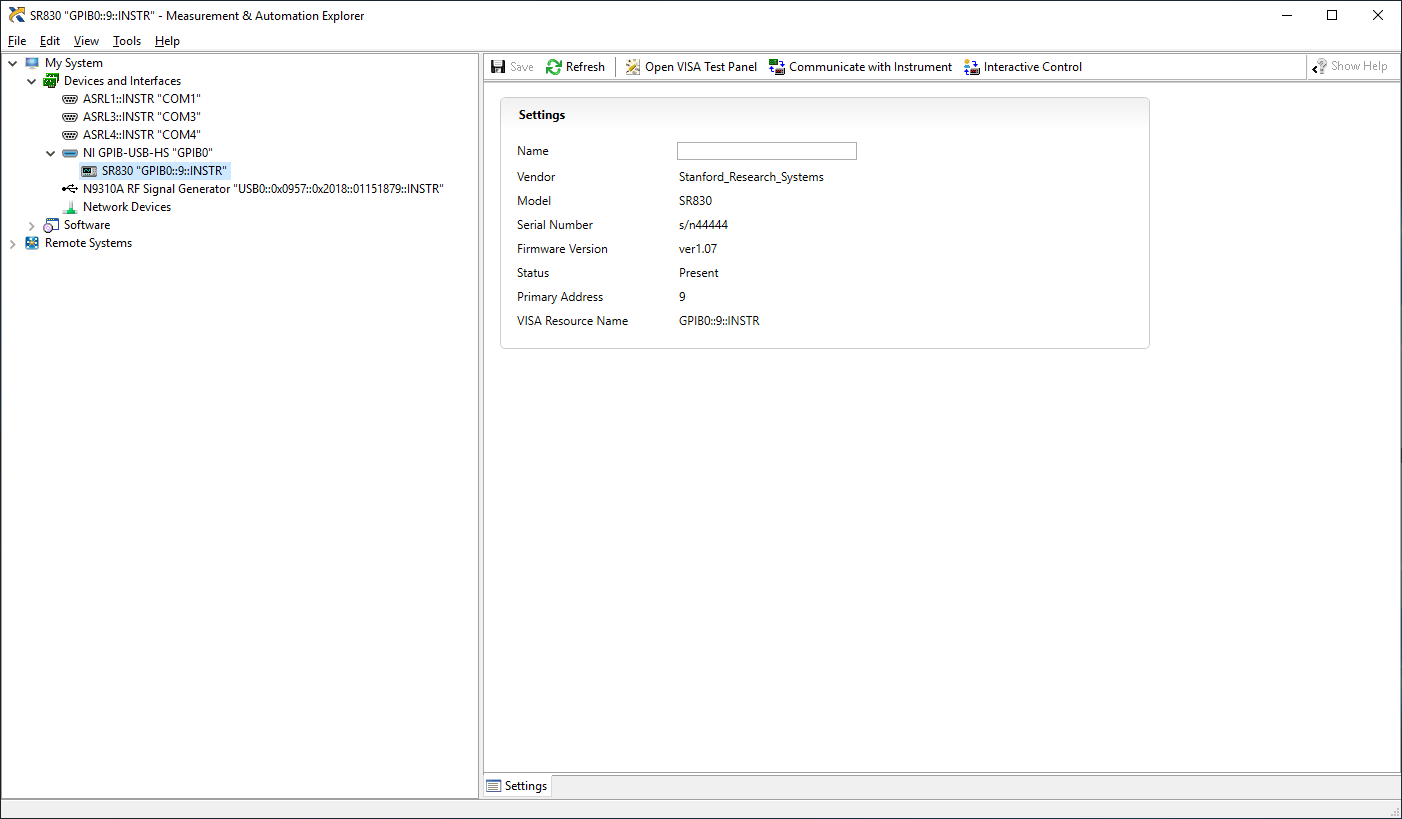 SR830 "GPIB0::9::INSTR" - Measurement & Automation Explorer
File Edit View Tools Help
My System
Devices and Interfaces
ASRL1::INSTR "COM1"
ASRL3::INSTR "COM3"
ASRL4::INSTR "COM4"
NI GPIB-USB-HS "GPIB0"
SR830 "GPIB0::9::INSTR"
N9310A RF Signal Generator "USB0::0x0957::0x2018::01151879::INSTR"
Network Devices
Software
Remote Systems
Save Refresh Open VISA Test Panel Communicate with Instrument Interactive Control Show Help
Settings
Name
Vendor Stanford_Research_Systems
Model SR830
Serial Number s/n44444
Firmware Version ver1.07
Status Present
Primary Address 9
VISA Resource Name GPIB0::9::INSTR
Settings